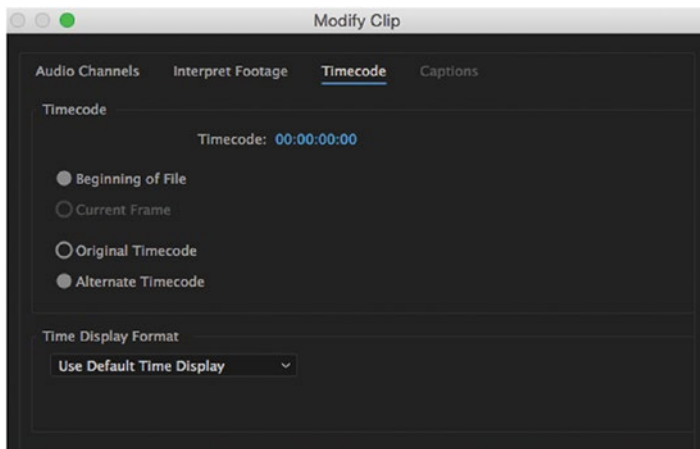 Modify Clip
Audio Channels Interpret Footage Timecode Captions
Timecode
Timecode: 00:00:00:00
Beginning of File
Current Frame
Original Timecode
Alternate Timecode
Time Display Format
Use Default Time Display